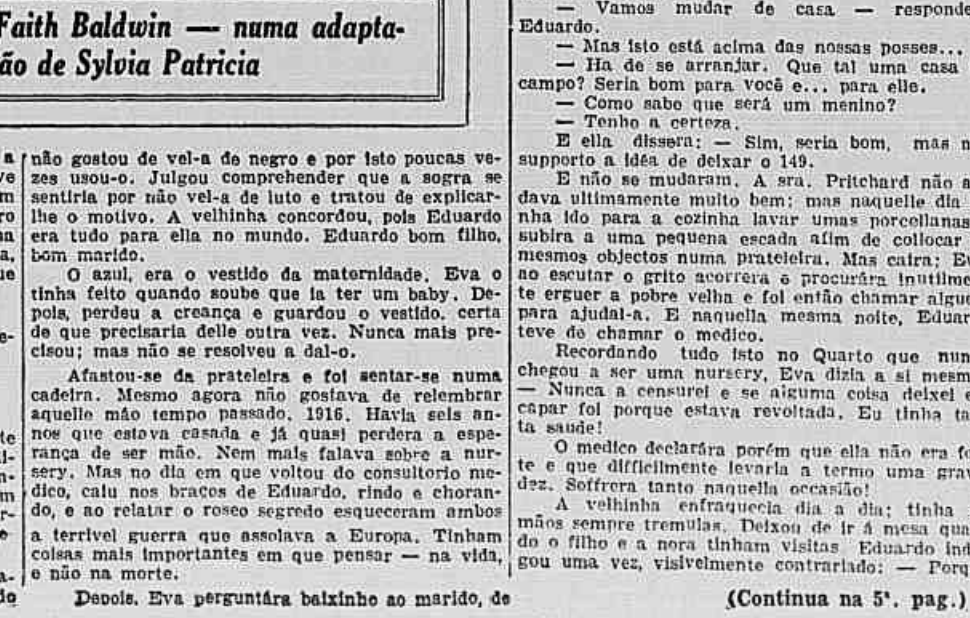 Faith Baldwin — numa adapta-
ão de Sylvia Patricia
não gostou de vel-a de negro e por isto poucas ve-
zes usou-o. Julgou comprehender que a sogra se
sentiria por não vel-a de luto e tratou de explicar-
lhe o motivo. A velhinha concordou, pois Eduardo
era tudo para ella no mundo. Eduardo bom filho,
bom marido.
O azul, era o vestido da maternidade. Eva o
tinha feito quando soube que ia ter um baby. De-
pois, perdeu a creança e guardou o vestido, certa
de que precisaria delle outra vez. Nunca mais pre-
cisou; mas não se resolveu a dal-o.
Afastou-se da prateleira e foi sentar-se numa
cadeira. Mesmo agora não gostava de relembrar
aquelle máo tempo passado. 1916. Havia seis an-
nos que estava casada e já quasi perdera a espe-
rança de ser mão. Nem mais falava sobre a nur-
sery. Mas no dia em que voltou do consultorio me-
dico, caiu nos braços de Eduardo, rindo e choran-
do, e ao relatar o roseo segredo esqueceram ambos
a terrivel guerra que assolava a Europa. Tinham
coisas mais importantes em que pensar — na vida,
e não na morte.
Depois, Eva perguntára baixinho ao marido, de
— Vamos mudar de casa — responde
Eduardo.
— Mas isto está acima das nossas posses...
— Ha de se arranjar. Que tal uma casa
campo? Seria bom para você e... para elle.
— Como sabe que será um menino?
— Tenho a certeza.
E ella dissera: — Sim, seria bom, mas n
supporto a idéa de deixar o 149.
E não se mudaram. A sra. Pritchard não a
dava ultimamente muito bem; mas naquelle dia
nha ido para a cozinha lavar umas porcellanas
subira a uma pequena escada afim de collocar
mesmos objectos numa prateleira. Mas caira; Ev
ao escutar o grito acorrera e procurára inutilme
te erguer a pobre velha e foi então chamar algue
para ajudal-a. E naquella mesma noite, Eduar
teve de chamar o medico.
Recordando tudo isto no Quarto que nun
chegou a ser uma nursery, Eva dizia a si mesm
— Nunca a censurei e se alguma coisa deixei e
capar foi porque estava revoltada. Eu tinha ta
ta saude!
O medico declarára porém que ella não era fo
te e que difficilmente levaria a termo uma grav
dez. Soffrera tanto naquella occasião!
A velhinha enfraquecia dia a dia; tinha
mãos sempre tremulas. Deixou de ir á mesa qua
do o filho e a nora tinham visitas. Eduardo ind
gou uma vez, visivelmente contrariado: — Porq
(Continua na 5ª. pag.)